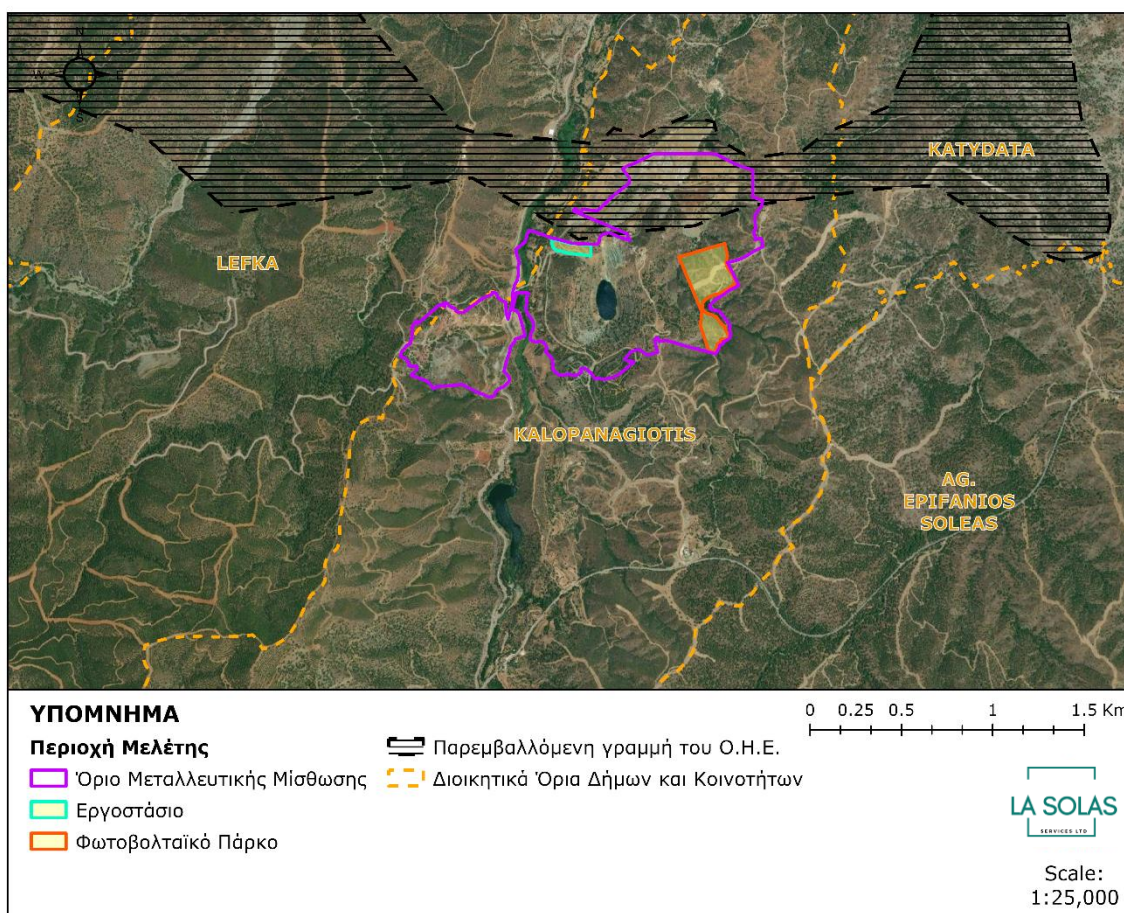 N
W E
S
KATYDATA
LEFKA
KALOPANAGIOTIS
AG.
EPIFANIOS
SOLEAS
ΥΠΟΜΝΗΜΑ
Περιοχή Μελέτης
Όριο Μεταλλευτικής Μίσθωσης
Εργοστάσιο
Φωτοβολταϊκό Πάρκο
Παρεμβαλλόμενη γραμμή του Ο.Η.Ε.
Διοικητικά Όρια Δήμων και Κοινοτήτων
0 0.25 0.5 1 1.5 Km
LA SOLAS
SERVICES LTD
Scale:
1:25,000